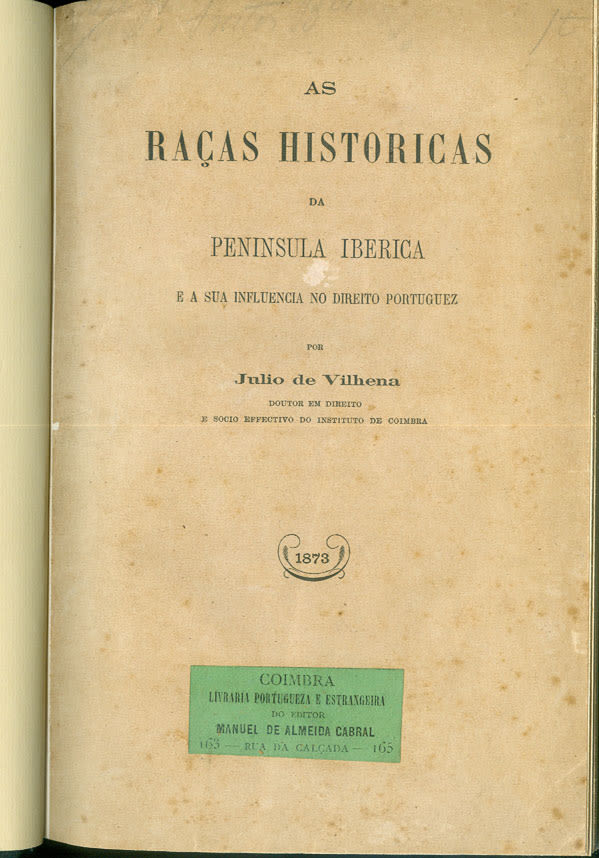 AS
RAÇAS HISTORICAS
DA
PENINSULA IBERICA
E A SUA INFLUENCIA NO DIREITO PORTUGUEZ
POR
Julio de Vilhena
DOUTOR EM DIREITO
E SOCIO EFFECTIVO DO INSTITUTO DE COIMBRA
1873
COIMBRA
LIVRARIA PORTUGUEZA E ESTRANGEIRA
DO EDITOR
MANUEL DE ALMEIDA CABRAL
163 — RUA DA CALÇADA — 165